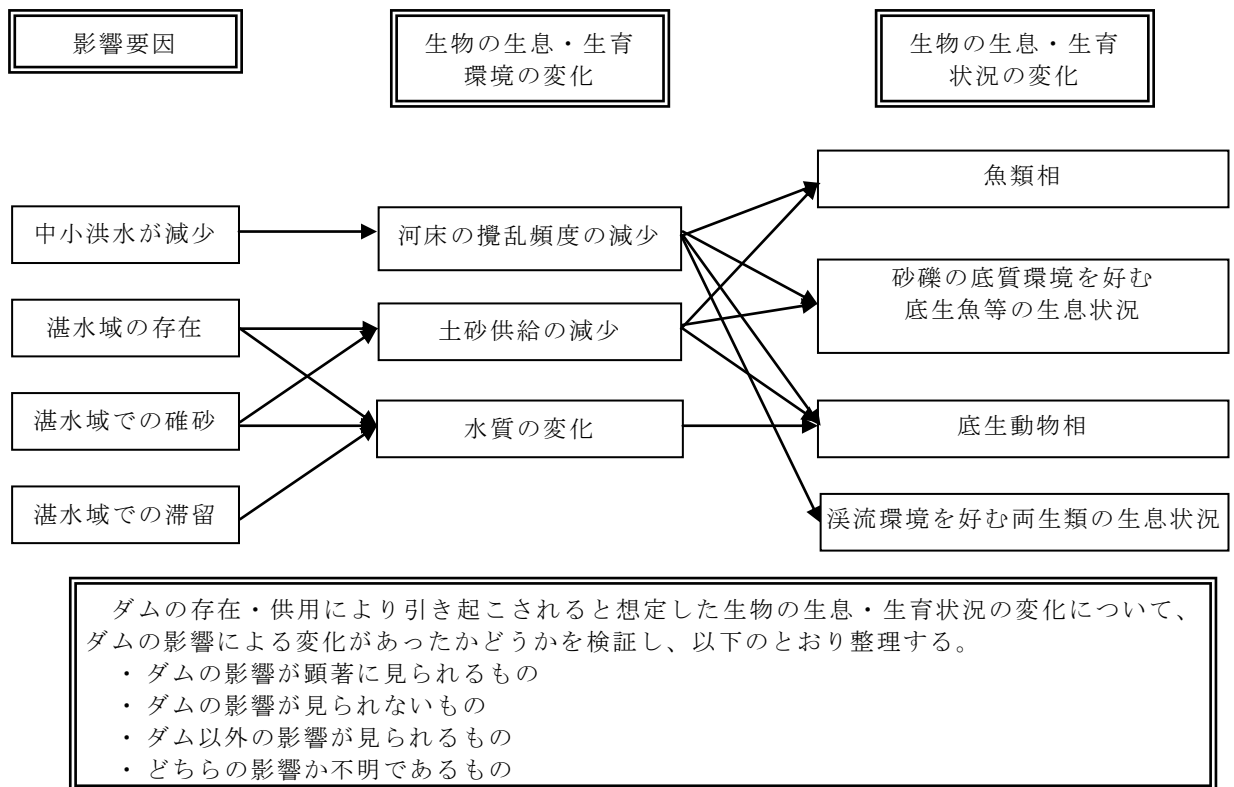 影響要因
生物の生息・生育
環境の変化
生物の生息・生育
状況の変化
中小洪水が減少
湛水域の存在
湛水域での碓砂
湛水域での滞留
河床の攪乱頻度の減少
土砂供給の減少
水質の変化
魚類相
砂礫の底質環境を好む
底生魚等の生息状況
底生動物相
渓流環境を好む両生類の生息状況
ダムの存在・供用により引き起こされると想定した生物の生息・生育状況の変化について、
ダムの影響による変化があったかどうかを検証し、以下のとおり整理する。
・ダムの影響が顕著に見られるもの
・ダムの影響が見られないもの
・ダム以外の影響が見られるもの
・どちらの影響か不明であるもの